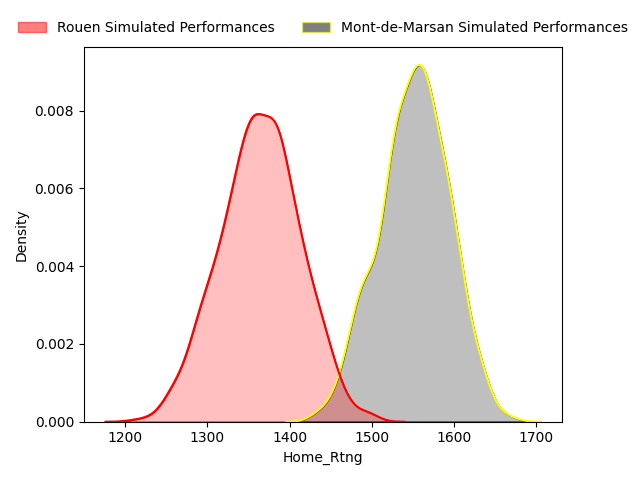 Rouen Simulated Performances Mont-de-Marsan Simulated Performances
0.008
0.006
0.004
0.002
0.000
Density
1200 1300 1400 1500 1600 1700
Home_Rtng